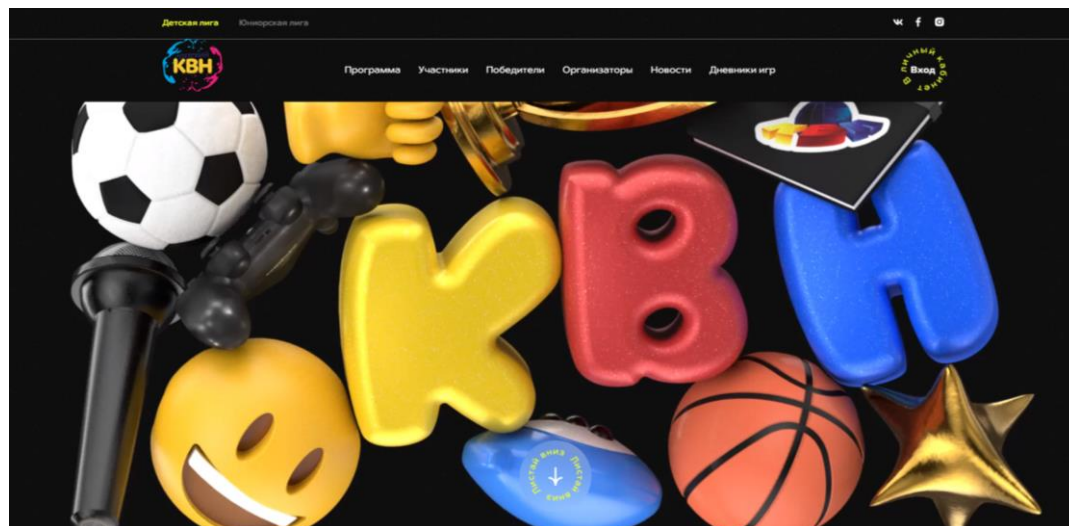 Детская лига
Юниорская лига
КВН
Программа
Участники
Победители
Организаторы
Новости
Дневники игр
Вход
В личный кабинет
КВН
Листай вниз Листай вниз